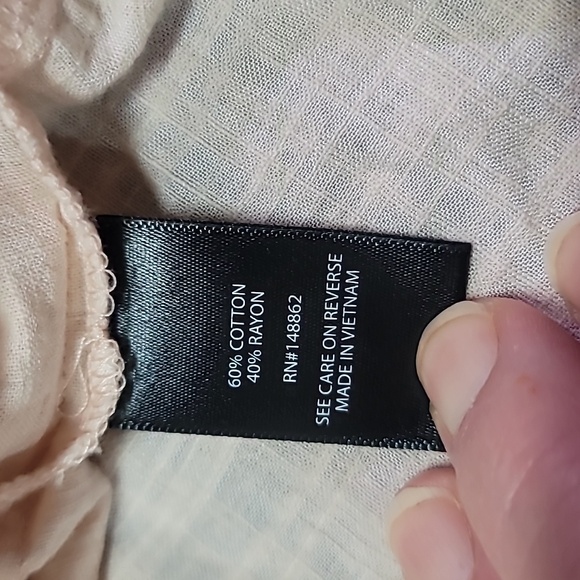 60% COTTON
40% RAYON
RN#148862
SEE CARE ON REVERSE
MADE IN VIETNAM